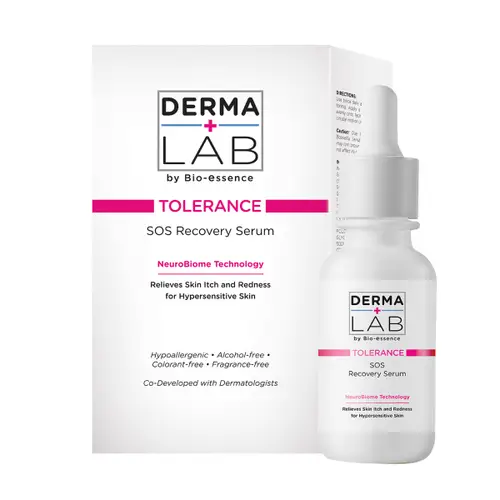 DERMA
LAB
by Bio-essence
TOLERANCE
SOS Recovery Serum
NeuroBiome Technology
Relieves Skin Itch and Redness
for Hypersensitive Skin
Hypoallergenic • Alcohol-free •
Colorant-free • Fragrance-free
Co-Developed with Dermatologists
DIRECTIONS:
DERMA
LAB
by Bio-essence
TOLERANCE
SOS
Recovery Serum
NeuroBiome Technology
Relieves Skin Itch and Redness
for Hypersensitive Skin